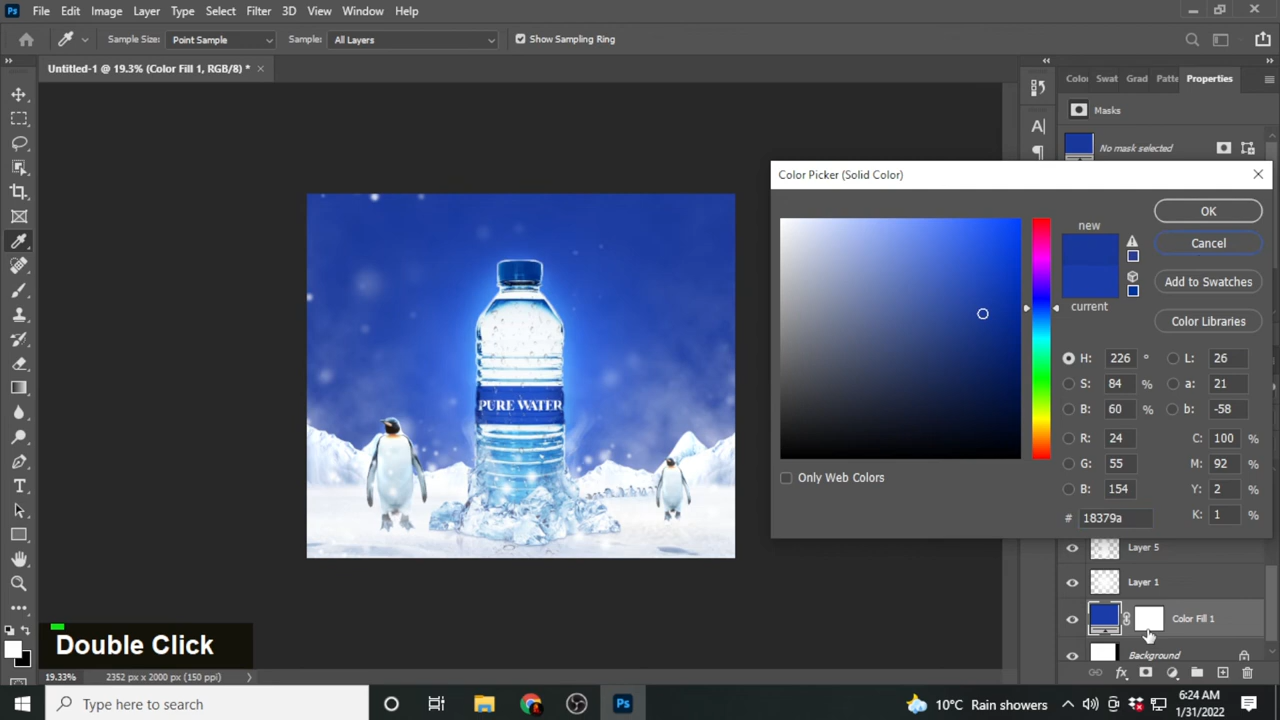 Ps File Edit Image Layer Type Select Filter 3D View Window Help
Sample Size: Point Sample Sample: All Layers Show Sampling Ring
Untitled-1 @ 19.3% (Color Fill 1, RGB/8) *
Colo Swat Grad Patte Properties
Masks
No mask selected
Color Picker (Solid Color)
new
current
OK
Cancel
Add to Swatches
Color Libraries
H: 226 ° L: 26
S: 84 % a: 21
B: 60 % b: -58
R: 24 C: 100 %
G: 55 M: 92 %
B: 154 Y: 2 %
# 18379a K: 1 %
Only Web Colors
PURE WATER
Layer 5
Layer 1
Color Fill 1
Background
Double Click
19.33% 2352 px x 2000 px (150 ppi)
Type here to search
Ps
10°C Rain showers
6:24 AM
1/31/2022